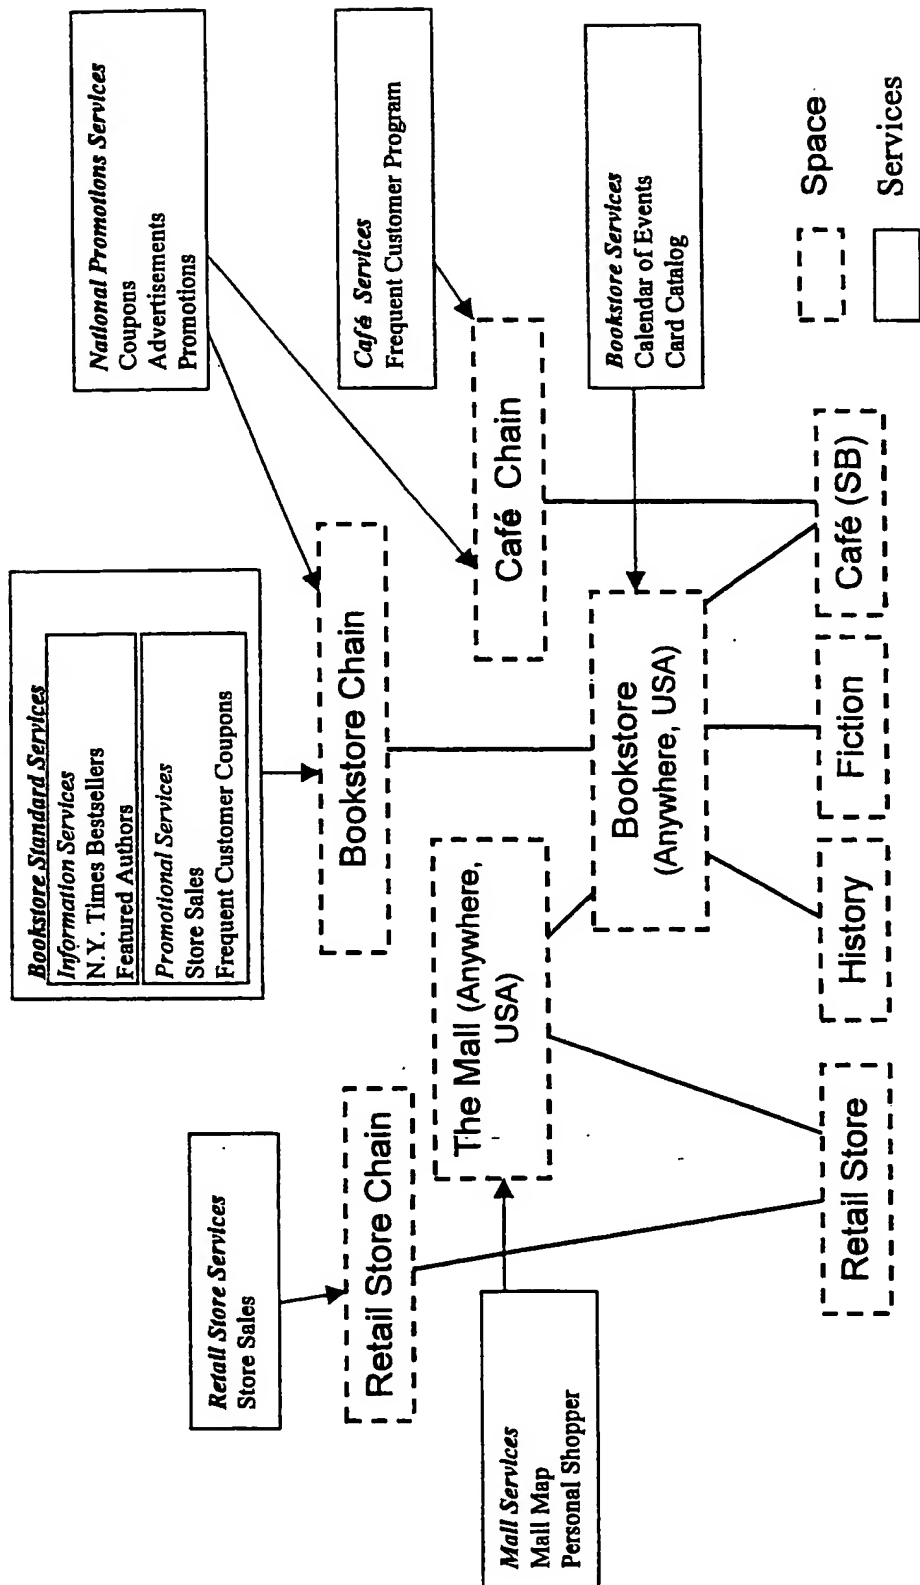 Bookstore Standard Services
Information Services
N.Y. Times Bestsellers
Featured Authors
Promotional Services
Store Sales
Frequent Customer Coupons
National Promotions Services
Coupons
Advertisements
Promotions
Retail Store Services
Store Sales
Café Services
Frequent Customer Program
Retail Store Chain
Bookstore Chain
The Mall (Anywhere,
USA)
Café Chain
Mall Services
Mall Map
Personal Shopper
Bookstore
(Anywhere, USA)
Bookstore Services
Calendar of Events
Card Catalog
Retail Store
History
Fiction
Café (SB)
Space
Services